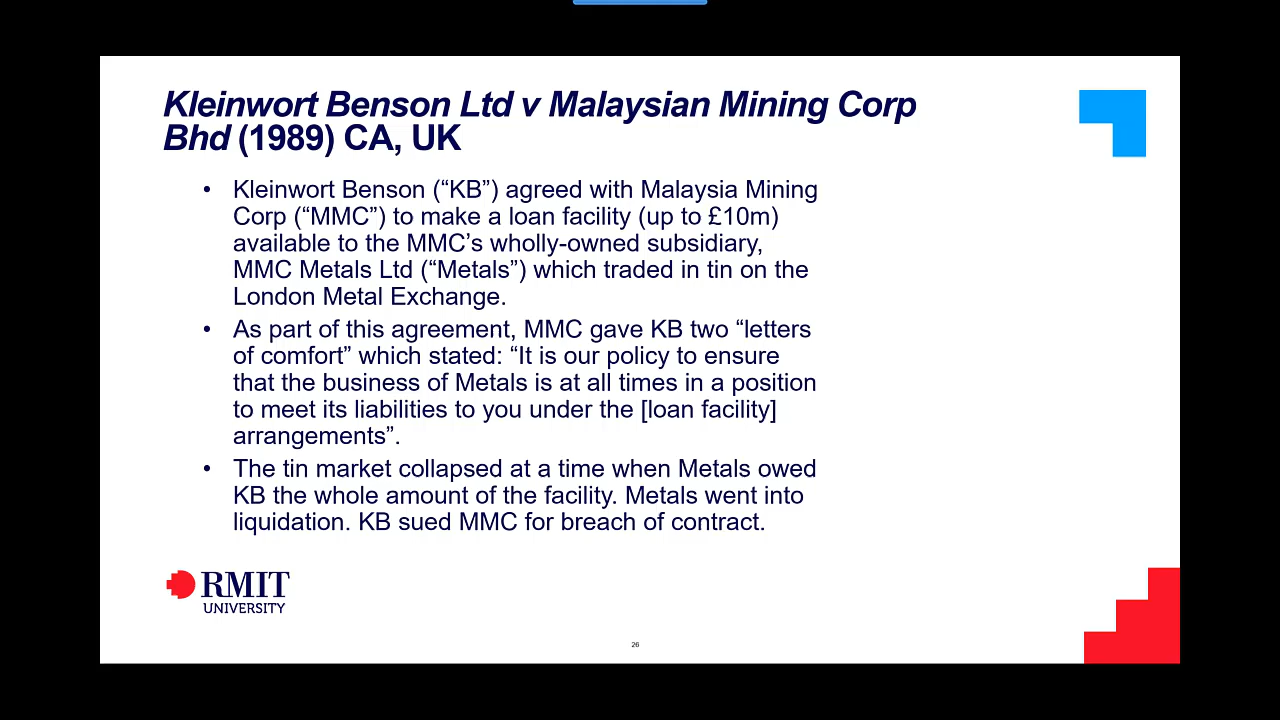 Kleinwort Benson Ltd v Malaysian Mining Corp
Bhd (1989) CA, UK
• Kleinwort Benson (“KB”) agreed with Malaysia Mining
Corp (“MMC”) to make a loan facility (up to £10m)
available to the MMC’s wholly-owned subsidiary,
MMC Metals Ltd (“Metals”) which traded in tin on the
London Metal Exchange.
• As part of this agreement, MMC gave KB two “letters
of comfort” which stated: “It is our policy to ensure
that the business of Metals is at all times in a position
to meet its liabilities to you under the [loan facility]
arrangements”.
• The tin market collapsed at a time when Metals owed
KB the whole amount of the facility. Metals went into
liquidation. KB sued MMC for breach of contract.
RMIT
UNIVERSITY
26